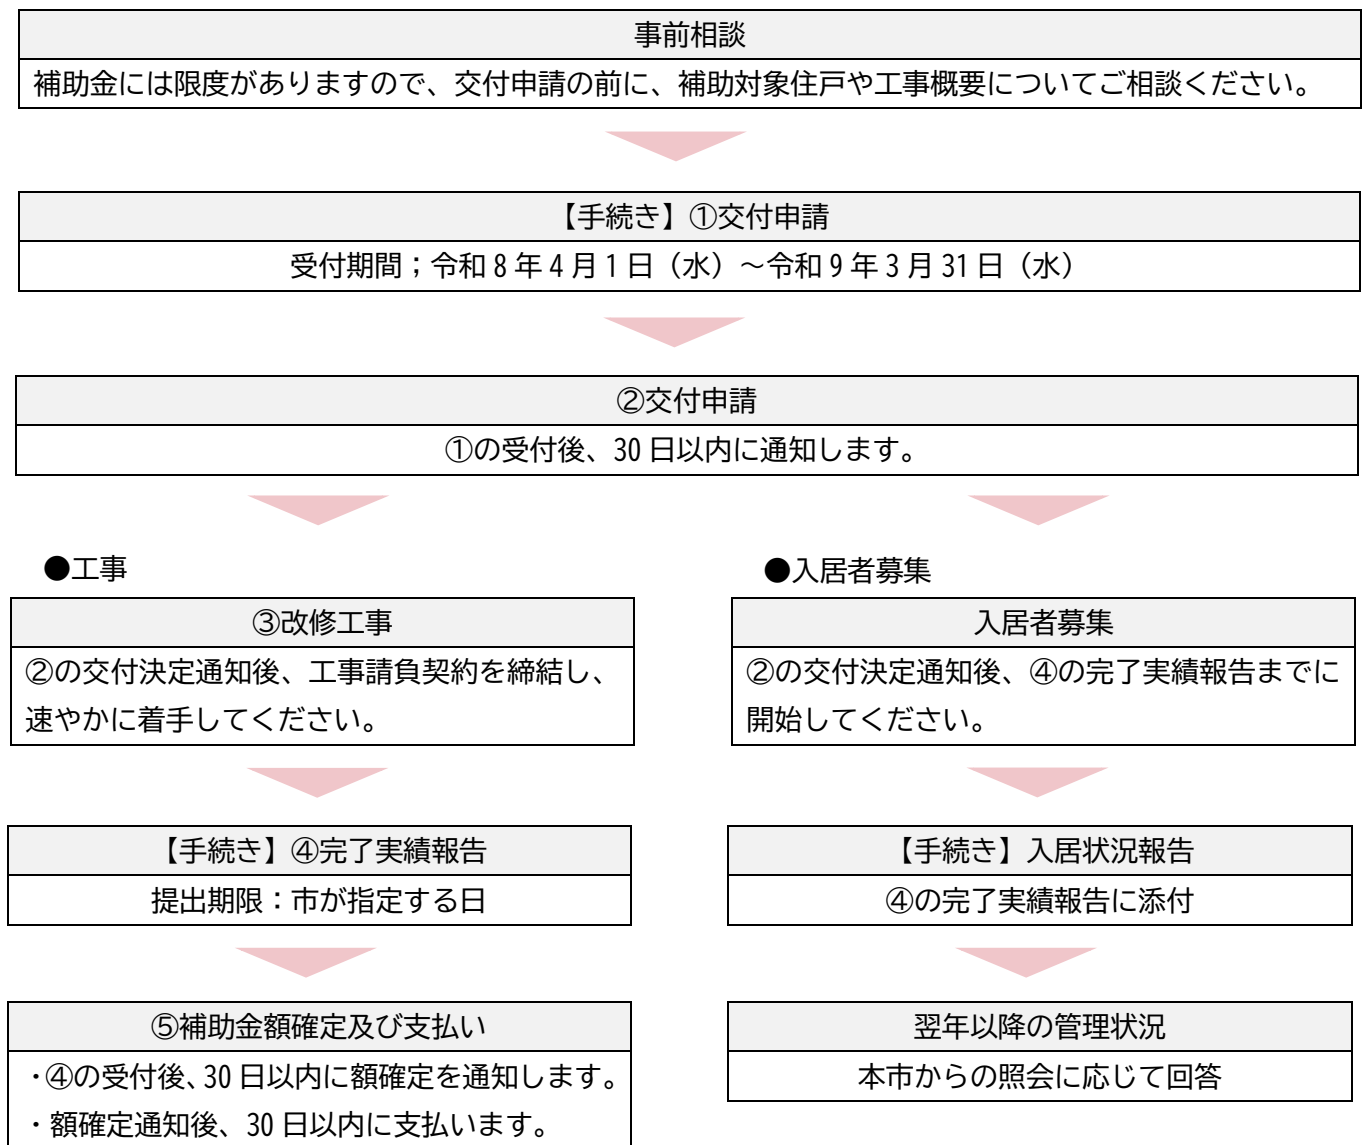 事前相談
補助金には限度がありますので、交付申請の前に、補助対象住戸や工事概要についてご相談ください。
【手続き】①交付申請
受付期間；令和8年4月1日（水）～令和9年3月31日（水）
②交付申請
①の受付後、30日以内に通知します。
●工事
③改修工事
②の交付決定通知後、工事請負契約を締結し、
速やかに着手してください。
【手続き】④完了実績報告
提出期限：市が指定する日
⑤補助金額確定及び支払い
・④の受付後、30日以内に額確定を通知します。
・額確定通知後、30日以内に支払います。
●入居者募集
入居者募集
②の交付決定通知後、④の完了実績報告までに
開始してください。
【手続き】入居状況報告
④の完了実績報告に添付
翌年以降の管理状況
本市からの照会に応じて回答